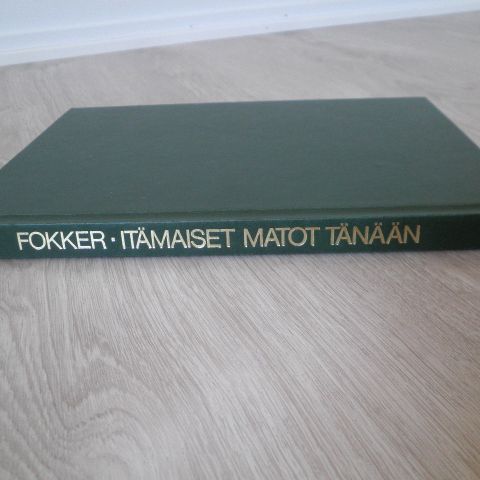 FOKKER · ITÄMAISET MATOT TÄNÄÄN